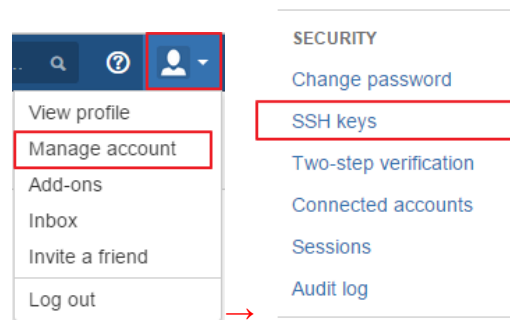 View profile
Manage account
Add-ons
Inbox
Invite a friend
Log out
→
SECURITY
Change password
SSH keys
Two-step verification
Connected accounts
Sessions
Audit log